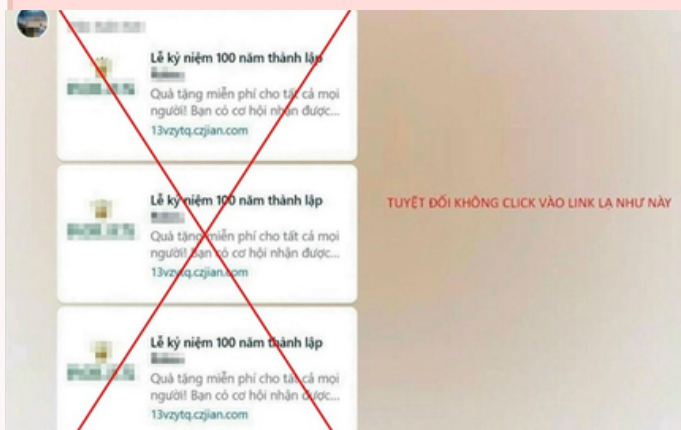 Lễ kỷ niệm 100 năm thành lập
Quà tặng miễn phí cho tất cả mọi
người! Bạn có cơ hội nhận được...
13vzytq.czjian.com
TUYỆT ĐỐI KHÔNG CLICK VÀO LINK LẠ NHƯ NÀY
Lễ kỷ niệm 100 năm thành lập
Quà tặng miễn phí cho tất cả mọi
người! Bạn có cơ hội nhận được...
13vzytq.czjian.com
Lễ kỷ niệm 100 năm thành lập
Quà tặng miễn phí cho tất cả mọi
người! Bạn có cơ hội nhận được...
13vzytq.czjian.com